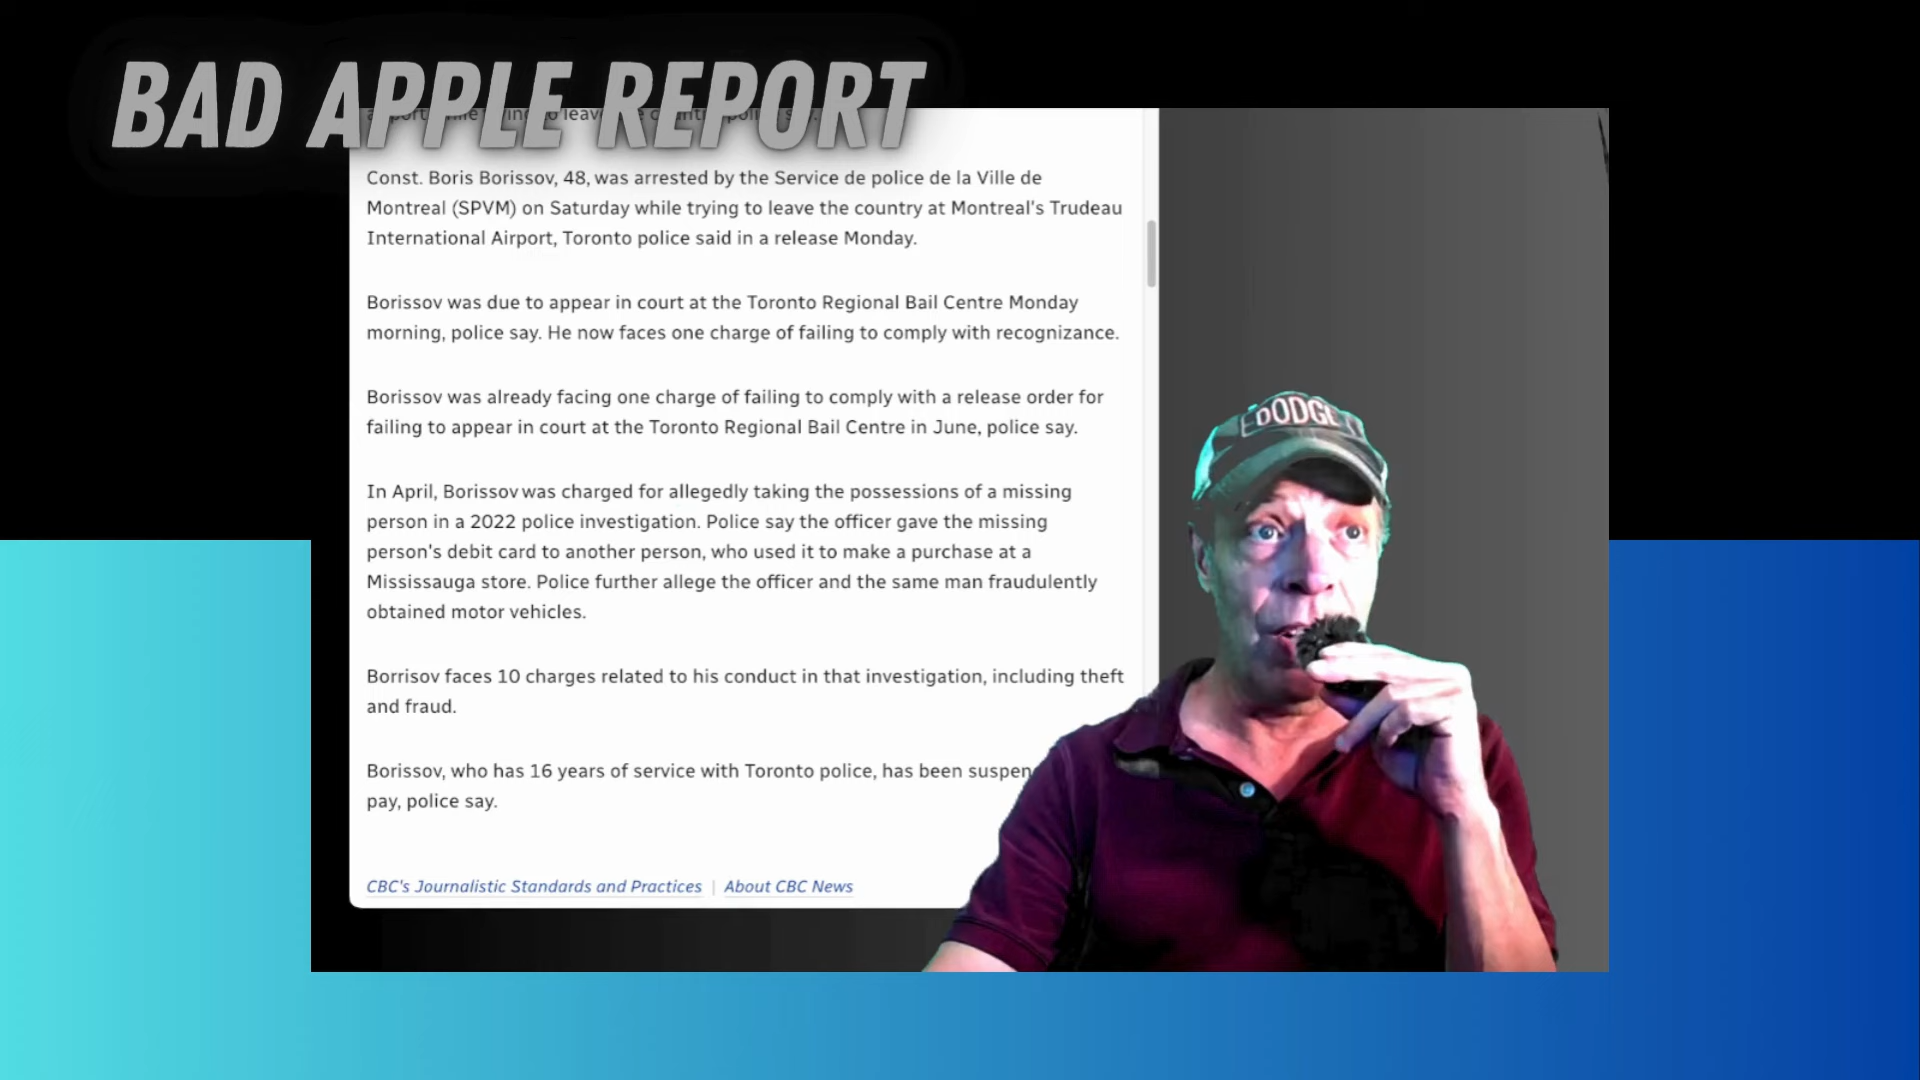 BAD APPLE REPORT
Const. Boris Borissov, 48, was arrested by the Service de police de la Ville de
Montreal (SPVM) on Saturday while trying to leave the country at Montreal's Trudeau
International Airport, Toronto police said in a release Monday.
Borissov was due to appear in court at the Toronto Regional Bail Centre Monday
morning, police say. He now faces one charge of failing to comply with recognizance.
Borissov was already facing one charge of failing to comply with a release order for
failing to appear in court at the Toronto Regional Bail Centre in June, police say.
In April, Borissov was charged for allegedly taking the possessions of a missing
person in a 2022 police investigation. Police say the officer gave the missing
person's debit card to another person, who used it to make a purchase at a
Mississauga store. Police further allege the officer and the same man fraudulently
obtained motor vehicles.
Borrisov faces 10 charges related to his conduct in that investigation, including theft
and fraud.
Borissov, who has 16 years of service with Toronto police, has been suspen
pay, police say.
CBC's Journalistic Standards and Practices | About CBC News
DODGE